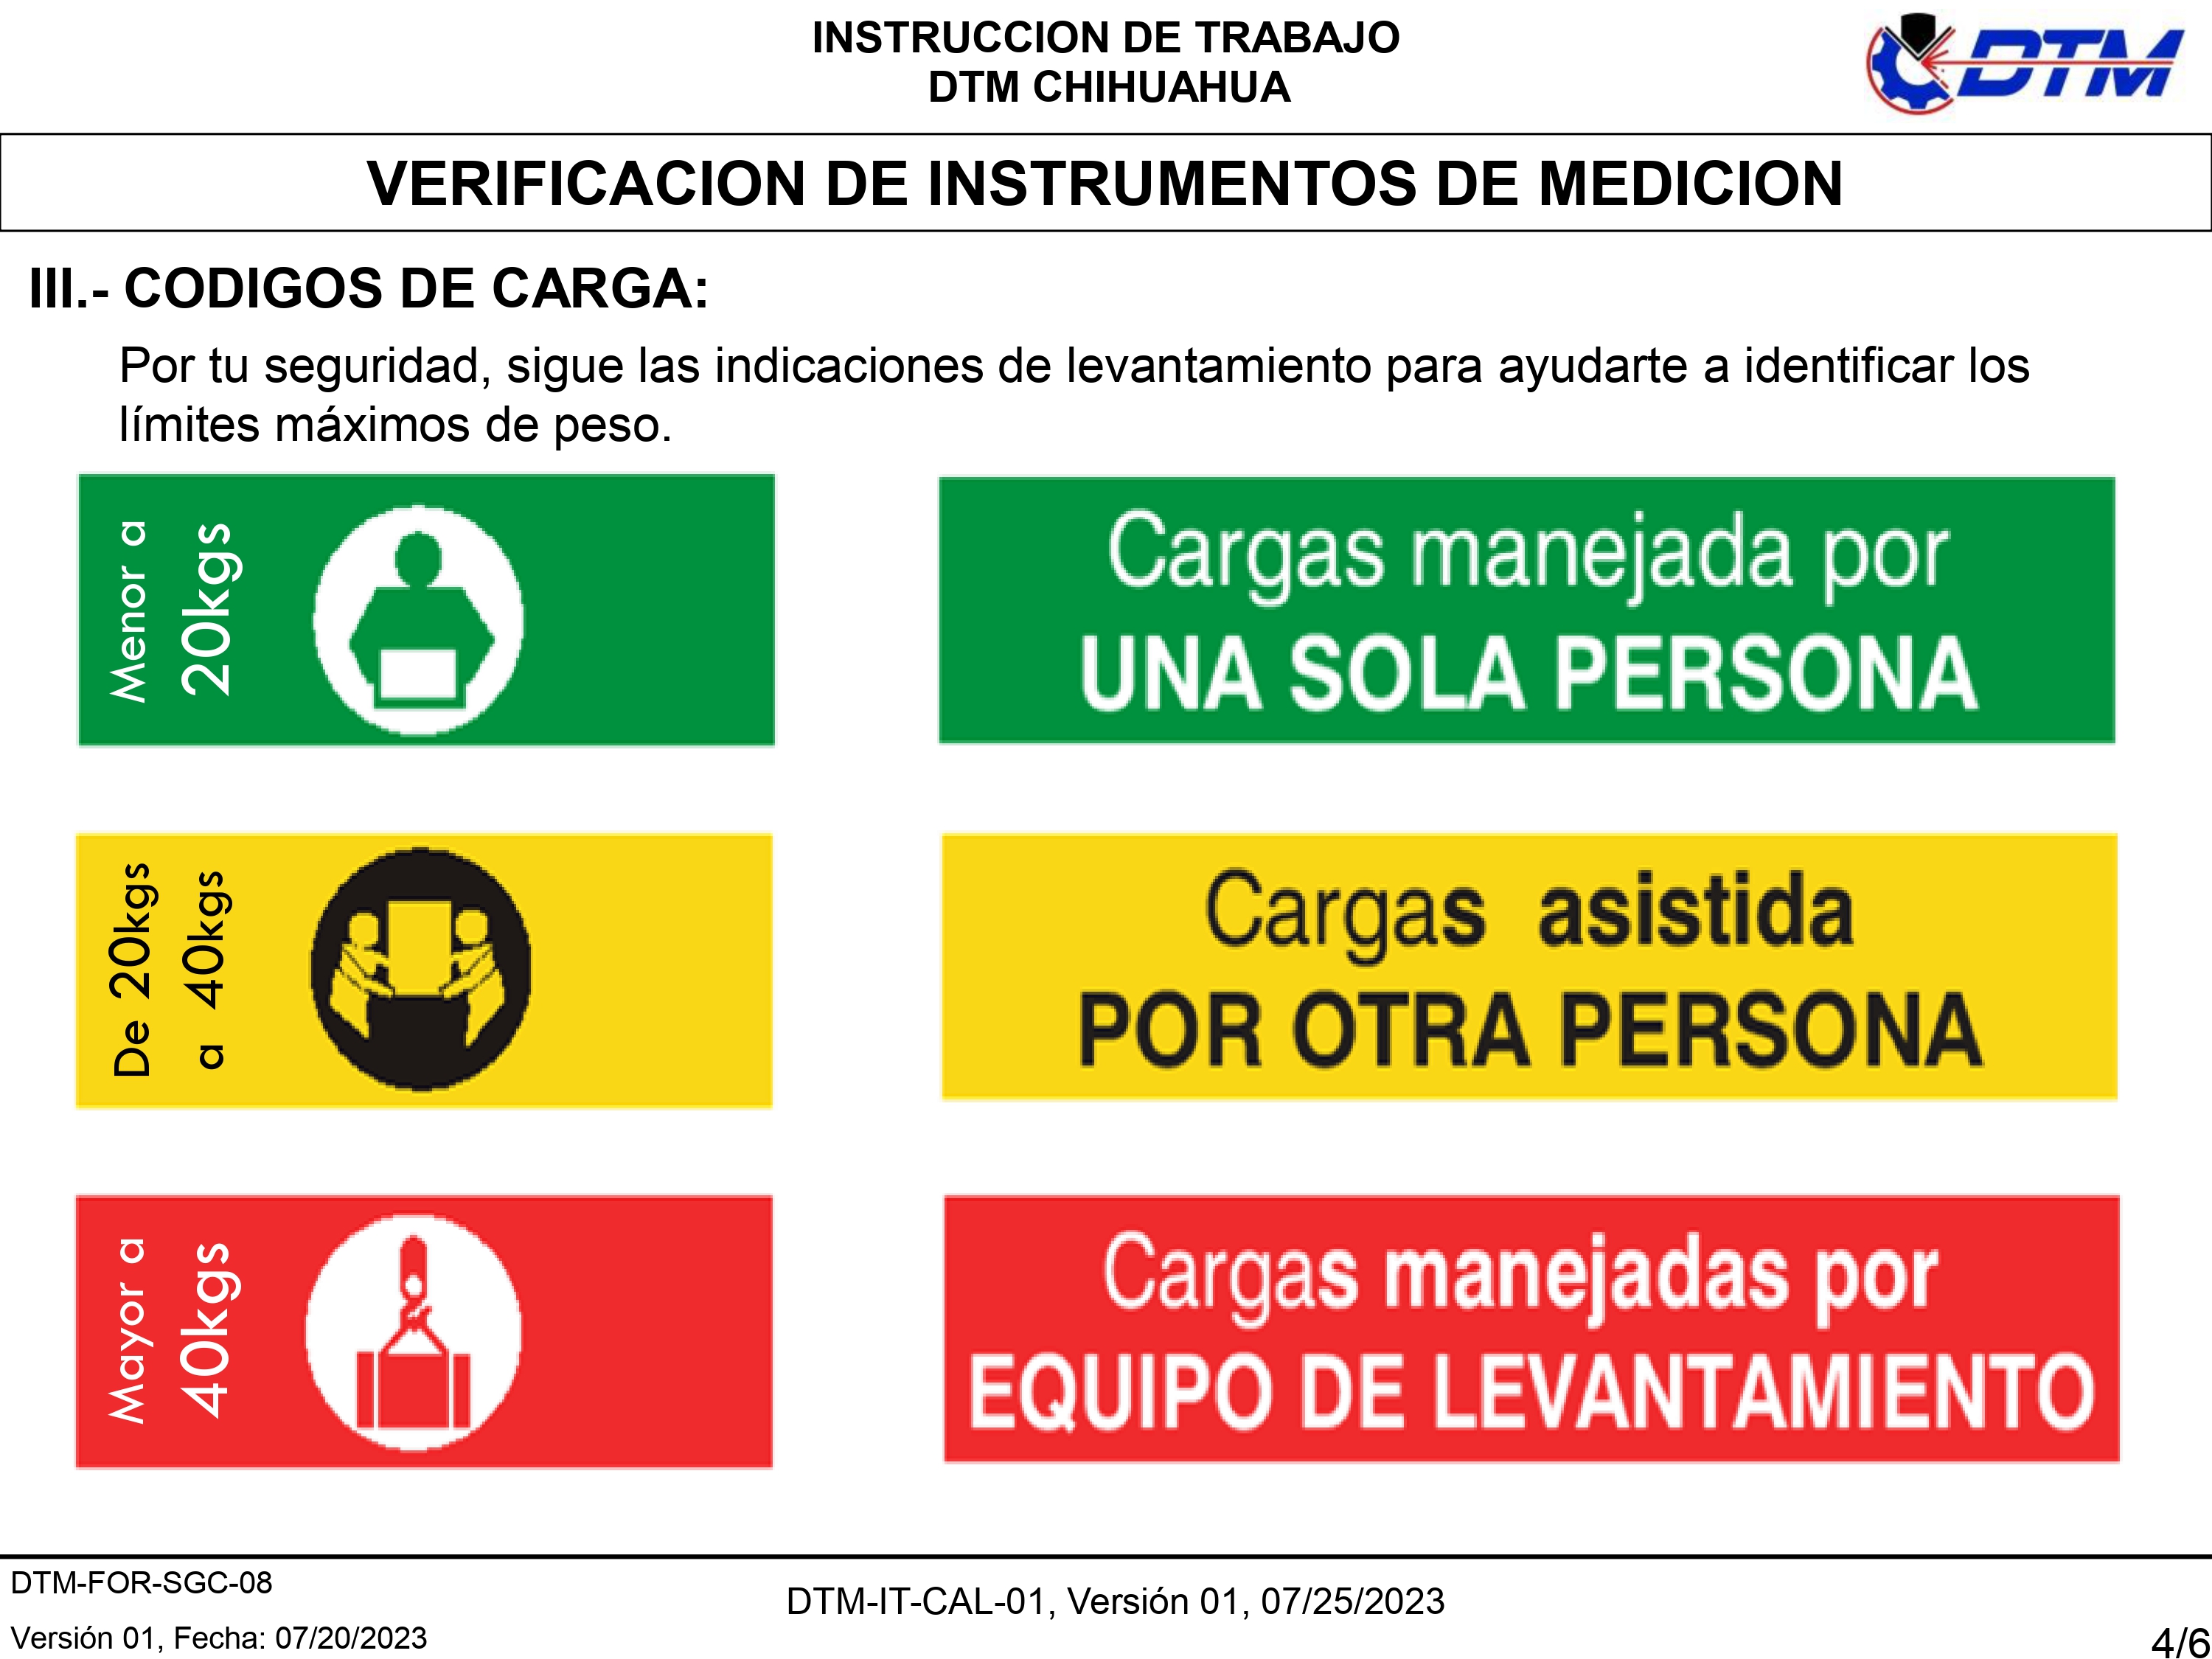 INSTRUCCION DE TRABAJO
DTM CHIHUAHUA
DTM
VERIFICACION DE INSTRUMENTOS DE MEDICION
III.- CODIGOS DE CARGA:
Por tu seguridad, sigue las indicaciones de levantamiento para ayudarte a identificar los
límites máximos de peso.
Menor a
20kgs
Cargas manejada por
UNA SOLA PERSONA
De 20kgs
a 40kgs
Cargas asistida
POR OTRA PERSONA
Mayor a
40kgs
Cargas manejadas por
EQUIPO DE LEVANTAMIENTO
DTM-FOR-SGC-08
Versión 01, Fecha: 07/20/2023
DTM-IT-CAL-01, Versión 01, 07/25/2023
4/6